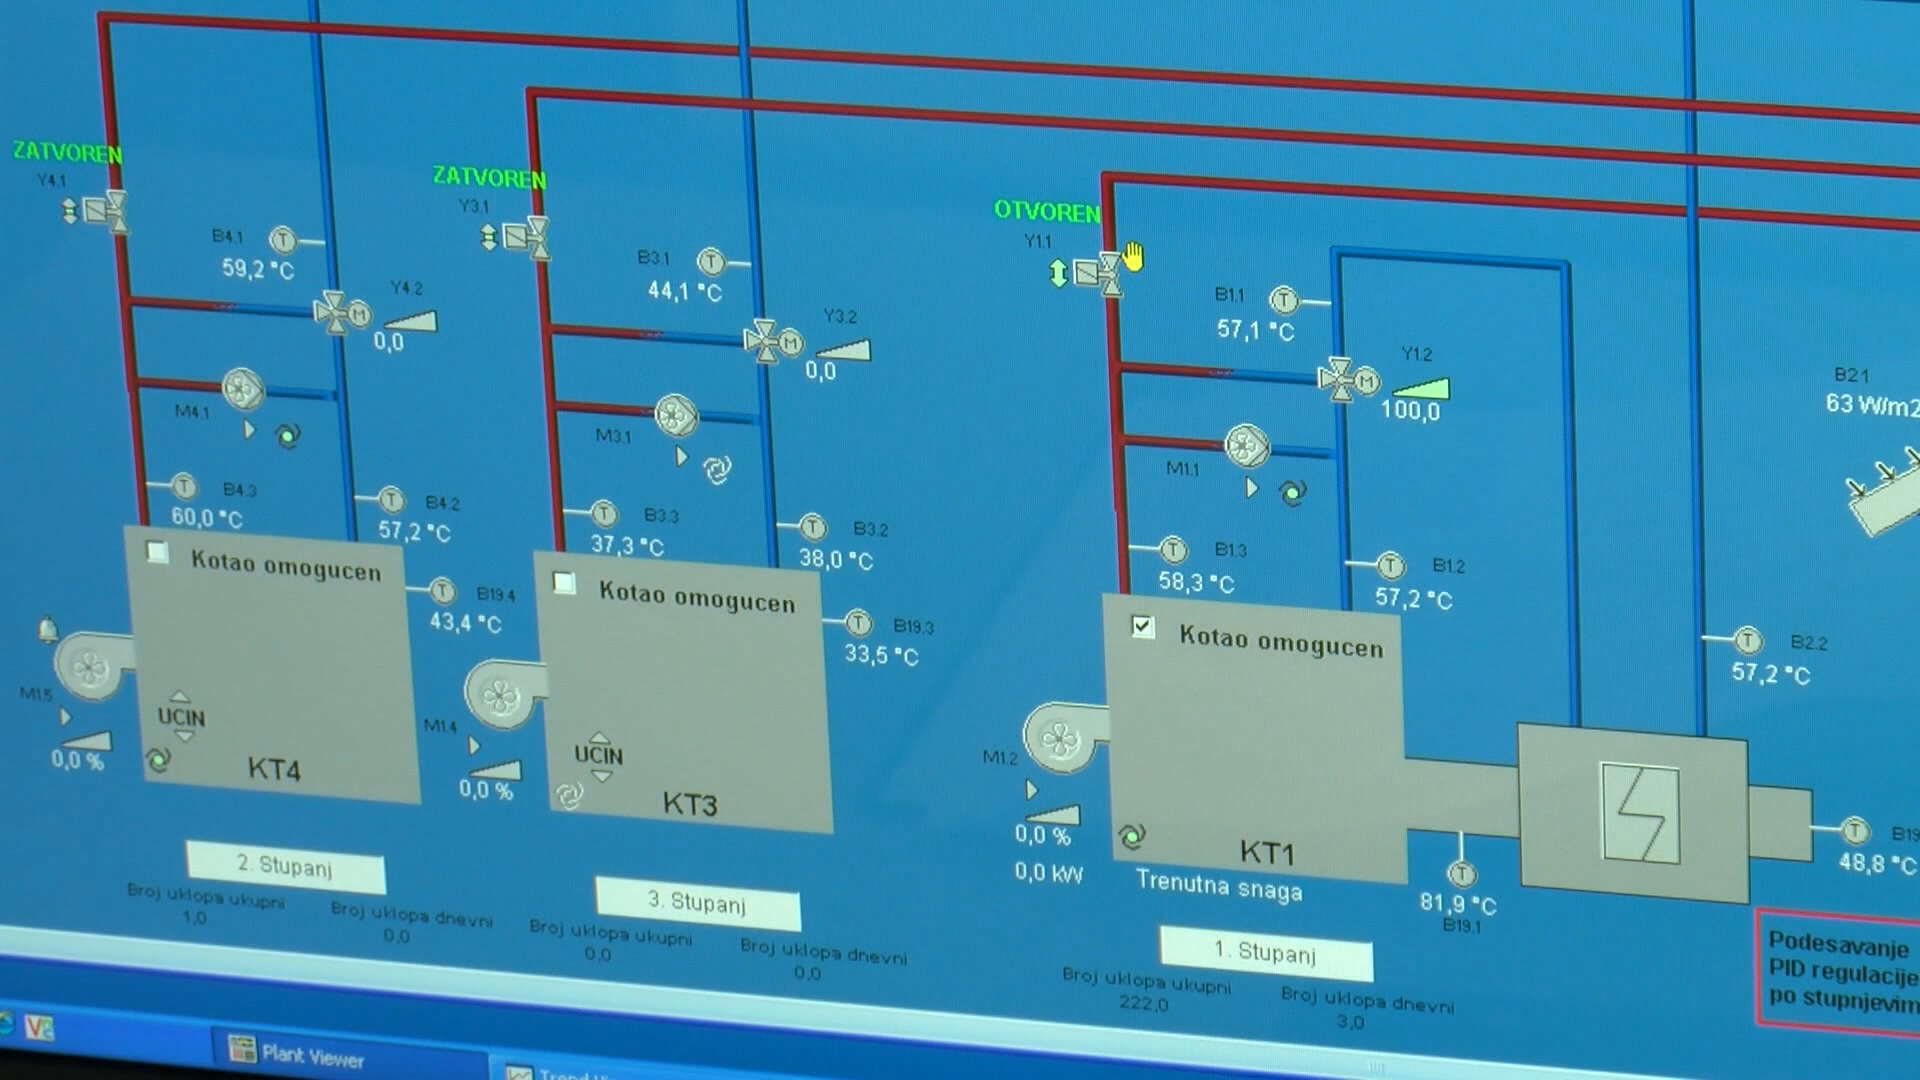 ZATVOREN
Y4.1
B4.1
59,2 °C
Y4.2
0,0
M4.1
B4.3
60,0 °C
B4.2
57,2 °C
Kotao omogucen
B19.4
43,4 °C
M1.5
0,0 %
UCIN
KT4
2. Stupanj
Broj uklopa ukupni
1,0
Broj uklopa dnevni
0,0
ZATVOREN
Y3.1
B3.1
44,1 °C
Y3.2
0,0
M3.1
B3.3
37,3 °C
B3.2
38,0 °C
Kotao omogucen
B19.3
33,5 °C
M1.4
0,0 %
UCIN
KT3
3. Stupanj
Broj uklopa ukupni
0,0
Broj uklopa dnevni
0,0
OTVOREN
Y1.1
B1.1
57,1 °C
Y1.2
100,0
M1.1
B1.3
58,3 °C
B1.2
57,2 °C
Kotao omogucen
M1.2
0,0 %
0,0 kW
KT1
Trenutna snaga
81,9 °C
B19.1
1. Stupanj
Broj uklopa ukupni
222,0
Broj uklopa dnevni
3,0
B21
63 W/m2
B2.2
57,2 °C
B19
48,8 °C
Podesavanje
PID regulacije
po stupnjevim
Plant Viewer